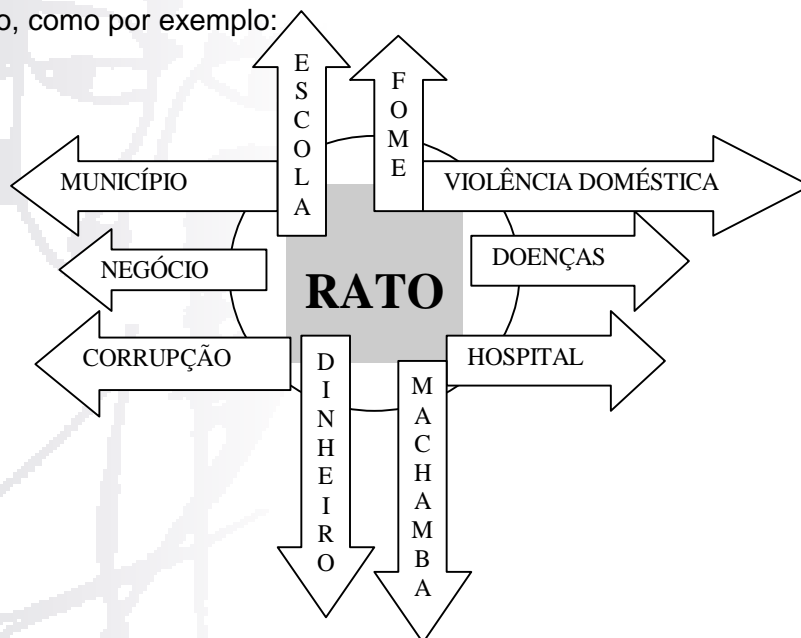 o, como por exemplo:
ESCOLA
FOME
MUNICÍPIO
VIOLÊNCIA DOMÉSTICA
NEGÓCIO
DOENÇAS
RATO
CORRUPÇÃO
HOSPITAL
DINHEIRO
MACHAMBA